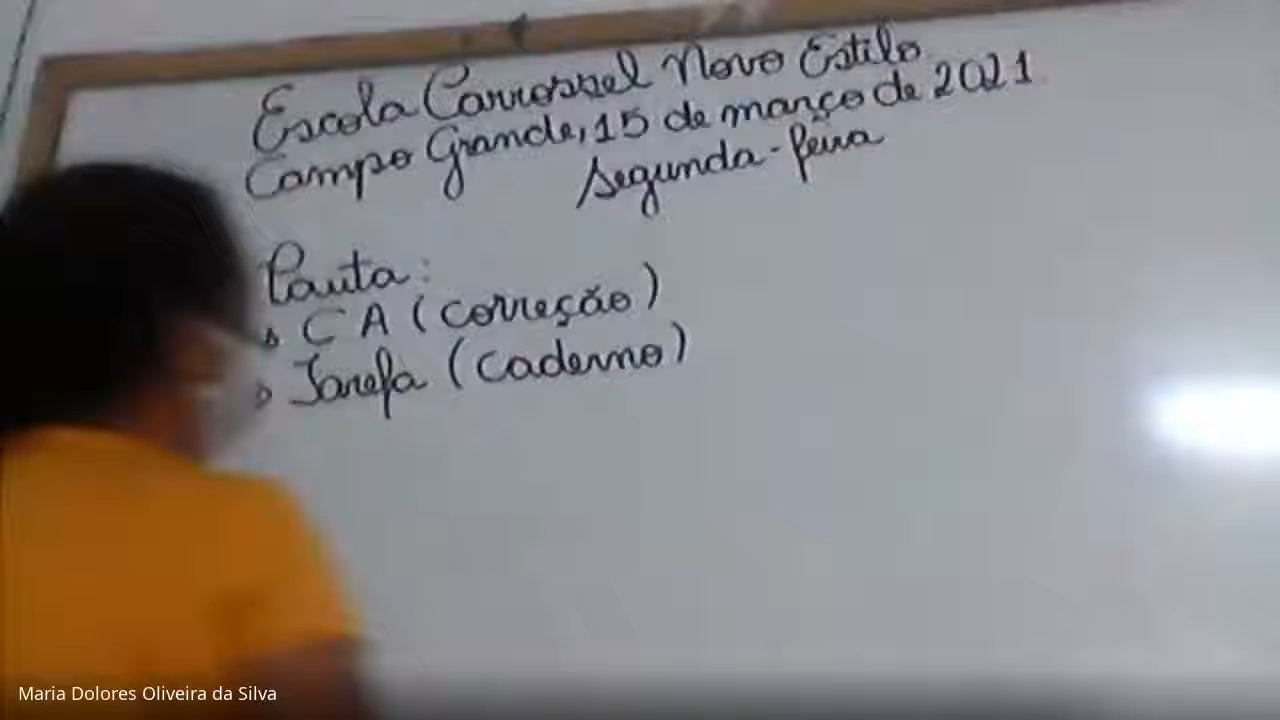 Escola Carrossel Novo Estilo
Campo Grande, 15 de março de 2021
Segunda-feira
Pauta:
CA (correção)
Tarefa (caderno)
Maria Dolores Oliveira da Silva